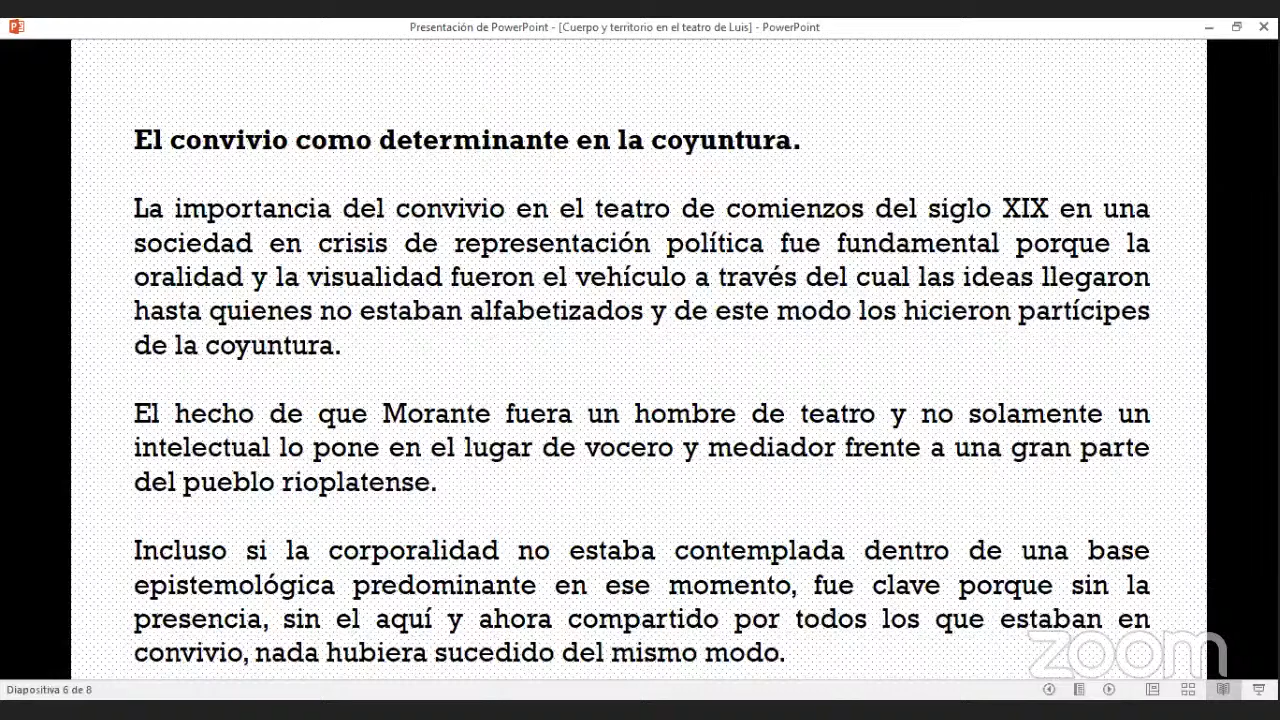 Presentación de PowerPoint - [Cuerpo y territorio en el teatro de Luis] - PowerPoint
El convivio como determinante en la coyuntura.
La importancia del convivio en el teatro de comienzos del siglo XIX en una
sociedad en crisis de representación política fue fundamental porque la
oralidad y la visualidad fueron el vehículo a través del cual las ideas llegaron
hasta quienes no estaban alfabetizados y de este modo los hicieron partícipes
de la coyuntura.
El hecho de que Morante fuera un hombre de teatro y no solamente un
intelectual lo pone en el lugar de vocero y mediador frente a una gran parte
del pueblo rioplatense.
Incluso si la corporalidad no estaba contemplada dentro de una base
epistemológica predominante en ese momento, fue clave porque sin la
presencia, sin el aquí y ahora compartido por todos los que estaban en
convivio, nada hubiera sucedido del mismo modo.
zoom
Diapositiva 6 de 8